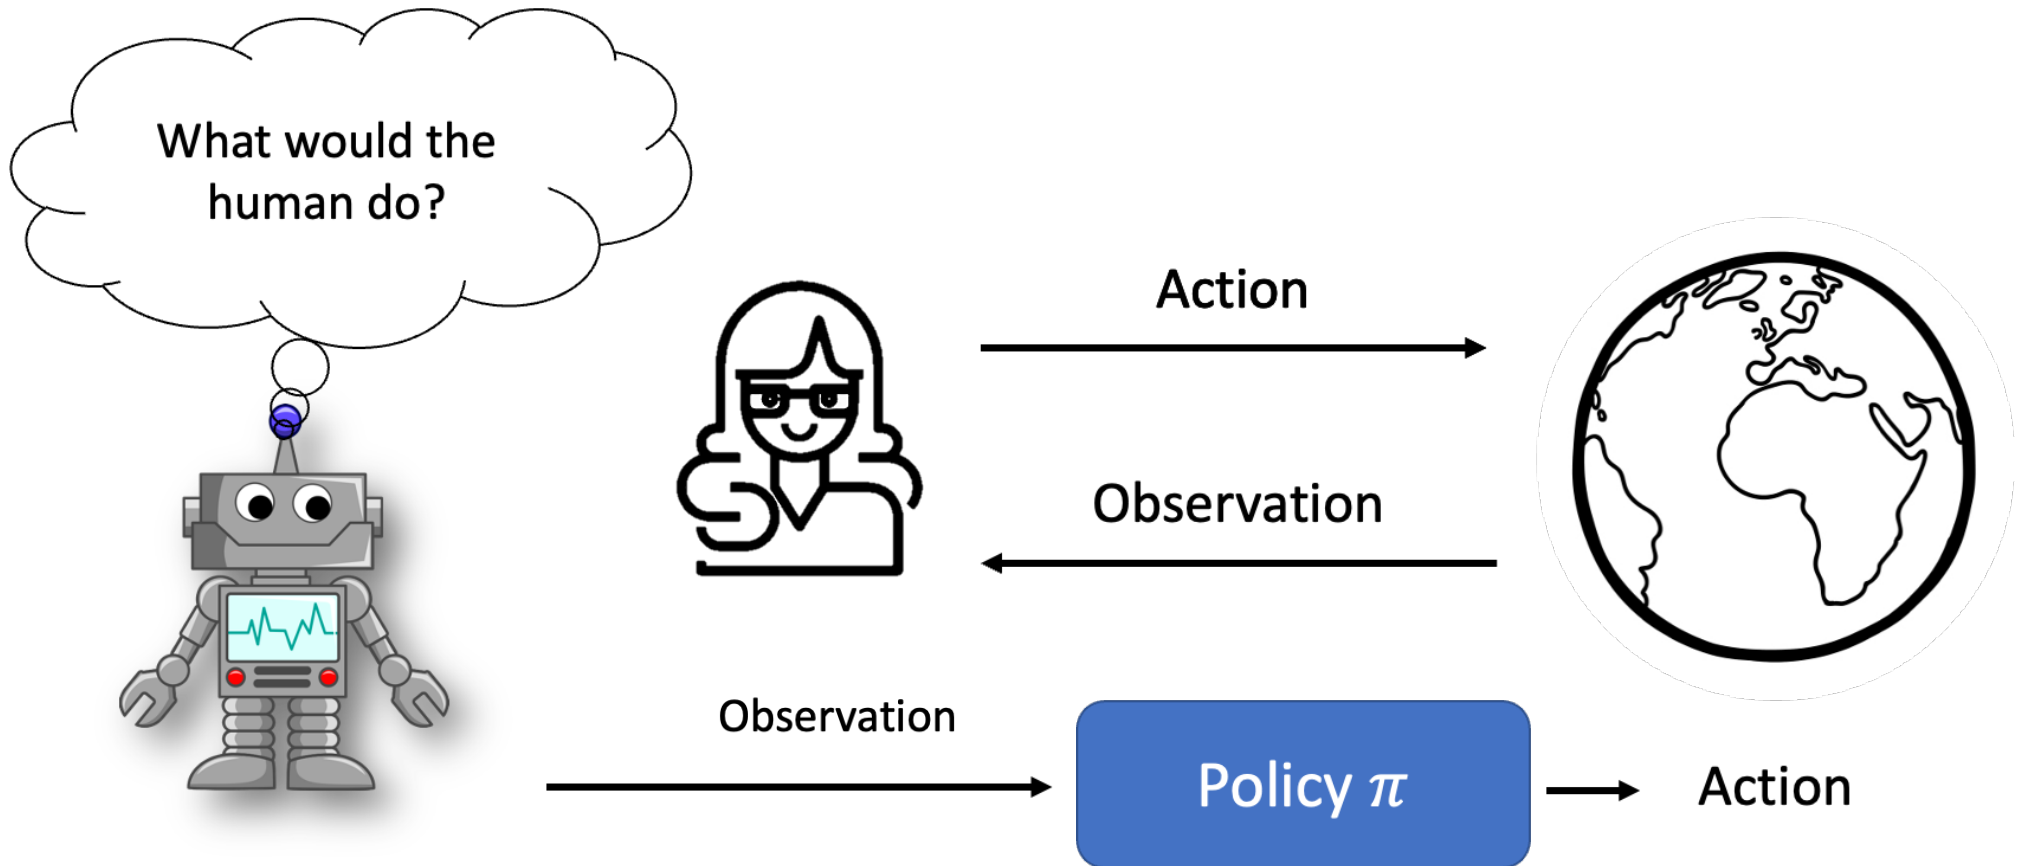 What would the
human do?
Action
Observation
Observation
Policy π
Action